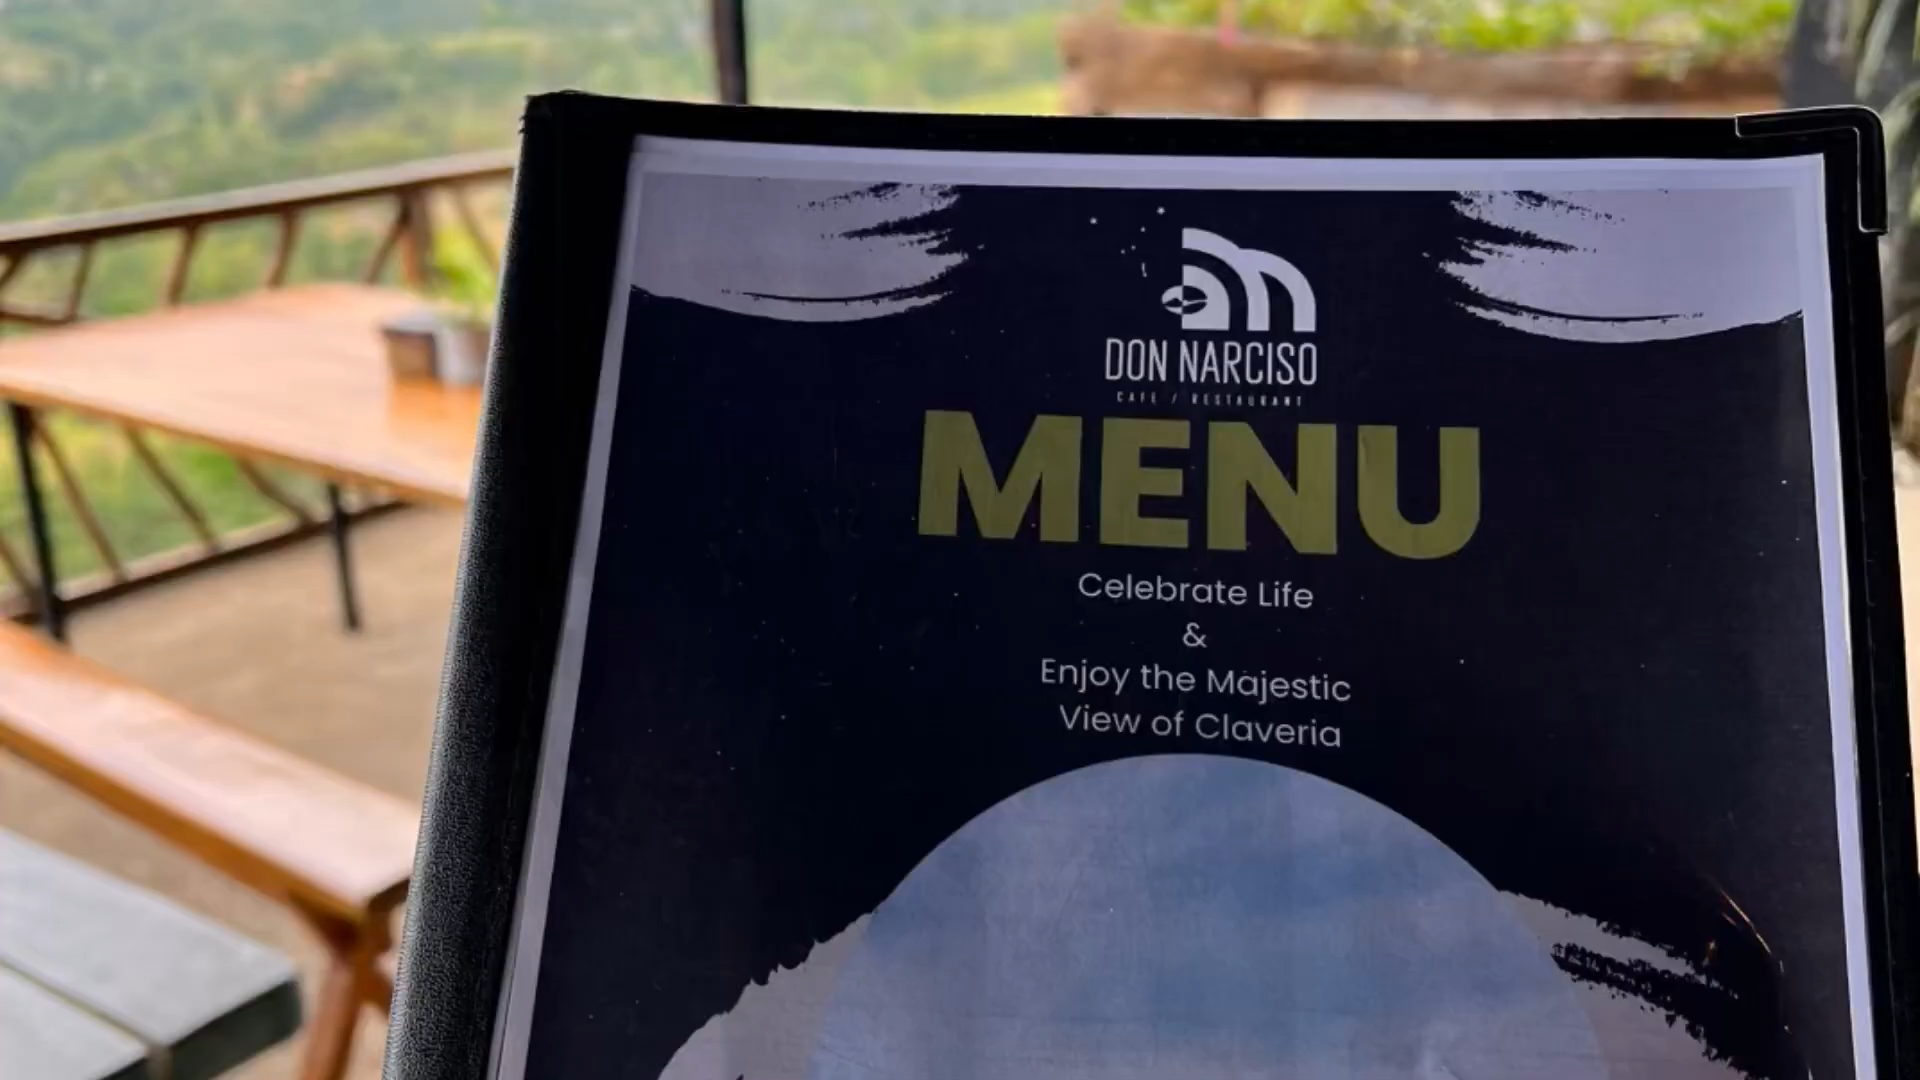 DON NARCISO
CAFE / RESTAURANT
MENU
Celebrate Life
&
Enjoy the Majestic
View of Claveria